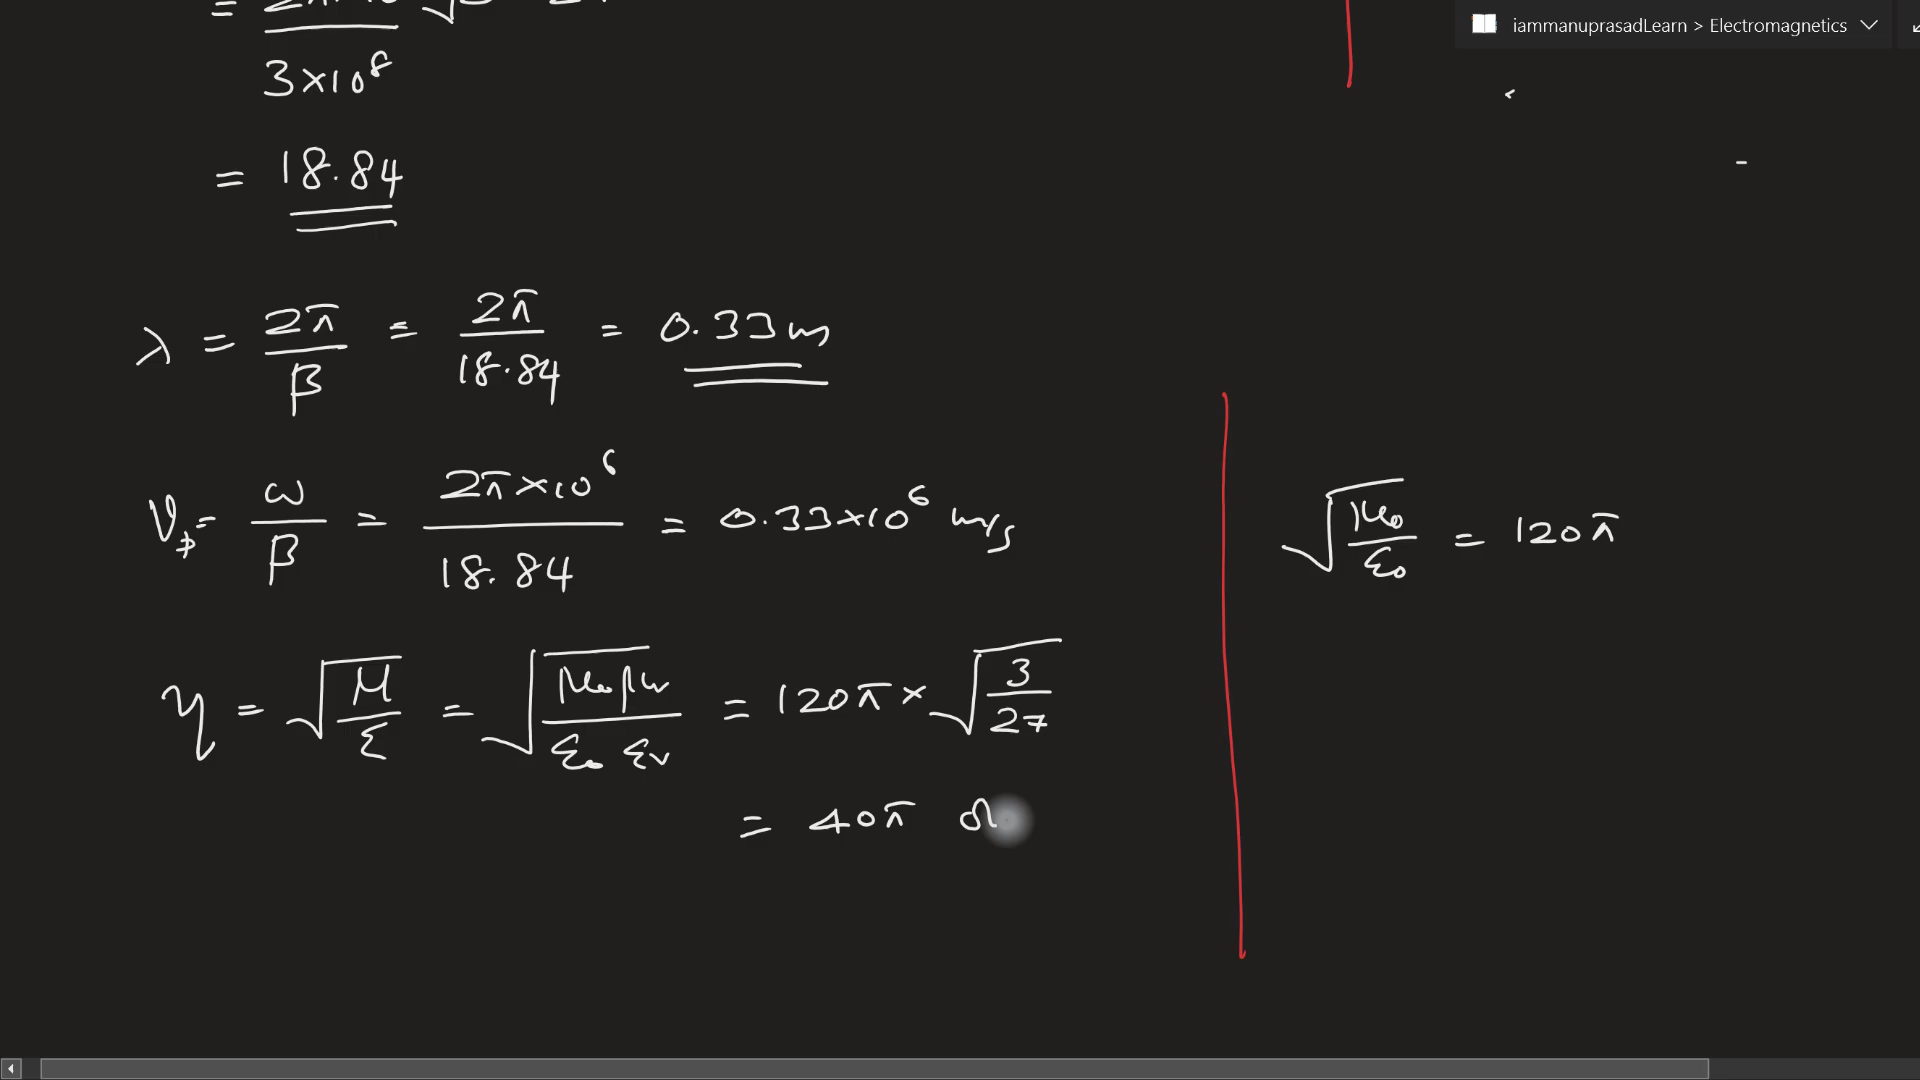 iammanuprasadLearn > Electromagnetics
3×10⁸
= 18.84
λ = 2π/β = 2π/18.84 = 0.33m
Vₚ = ω/β = 2π×10⁶/18.84 = 0.33×10⁶ m/s
√(μ₀/ε₀) = 120π
η = √(μ/ε) = √(μ₀μᵣ/ε₀εᵣ) = 120π × √(3/27)
= 40π Ω